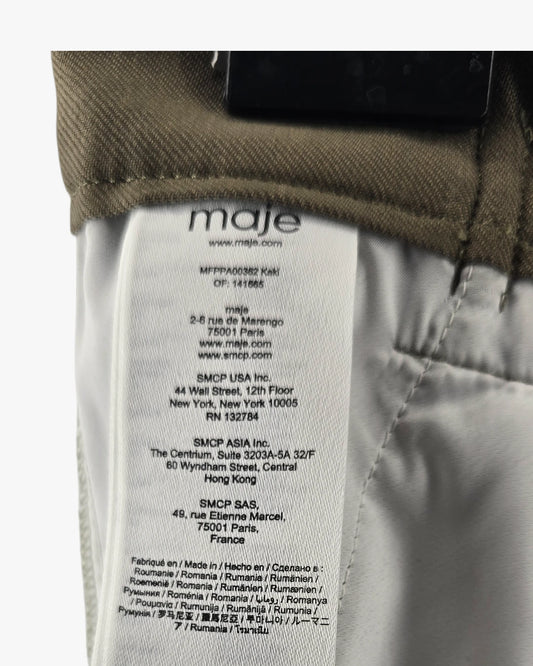 maje
www.maje.com
MFPPA00362 Kaki
OF: 141665
maje
2-6 rue de Marengo
75001 Paris
www.maje.com
www.smcp.com
SMCP USA Inc.
44 Wall Street, 12th Floor
New York, New York 10005
RN 132784
SMCP ASIA Inc.
The Centrium, Suite 3203A-5A 32/F
60 Wyndham Street, Central
Hong Kong
SMCP SAS,
49, rue Etienne Marcel,
75001 Paris,
France
Fabriqué en / Made in / Hecho en / Сделано в :
Roumanie / Romania / Rumania / Rumänien /
Roemenië / Romania / Rumunia / Rumænien /
Румыния / Roménia / Romania / رومانيا / Romanya
/ Ρουμανία / Rumunija / Rumānijā / Rumunia /
Румуния / 罗马尼亚 / 羅馬尼亞 / 루마니아 / ルーマニ
ア / Rumania / โรมาเนีย